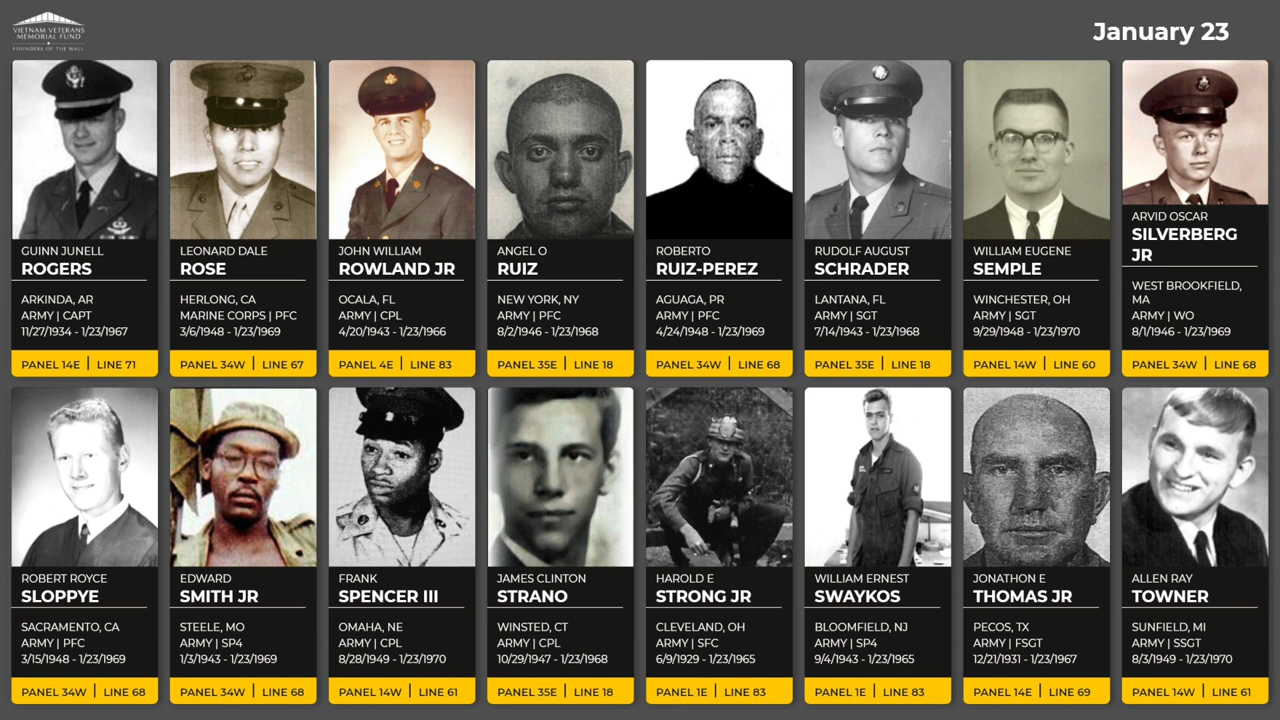 VIETNAM VETERANS
MEMORIAL FUND
FOUNDERS OF THE WALL
January 23
GUINN JUNELL
ROGERS
ARKINDA, AR
ARMY | CAPT
11/27/1934 - 1/23/1967
PANEL 14E | LINE 71
LEONARD DALE
ROSE
HERLONG, CA
MARINE CORPS | PFC
3/6/1948 - 1/23/1969
PANEL 34W | LINE 67
JOHN WILLIAM
ROWLAND JR
OCALA, FL
ARMY | CPL
4/20/1943 - 1/23/1966
PANEL 4E | LINE 83
ANGEL O
RUIZ
NEW YORK, NY
ARMY | PFC
8/2/1946 - 1/23/1968
PANEL 35E | LINE 18
ROBERTO
RUIZ-PEREZ
AGUAGA, PR
ARMY | PFC
4/24/1948 - 1/23/1969
PANEL 34W | LINE 68
RUDOLF AUGUST
SCHRADER
LANTANA, FL
ARMY | SGT
7/14/1943 - 1/23/1968
PANEL 35E | LINE 18
WILLIAM EUGENE
SEMPLE
WINCHESTER, OH
ARMY | SGT
9/29/1948 - 1/23/1970
PANEL 14W | LINE 60
ARVID OSCAR
SILVERBERG
JR
WEST BROOKFIELD,
MA
ARMY | WO
8/1/1946 - 1/23/1969
PANEL 34W | LINE 68
ROBERT ROYCE
SLOPPYE
SACRAMENTO, CA
ARMY | PFC
3/15/1948 - 1/23/1969
PANEL 34W | LINE 68
EDWARD
SMITH JR
STEELE, MO
ARMY | SP4
1/3/1943 - 1/23/1969
PANEL 34W | LINE 68
FRANK
SPENCER III
OMAHA, NE
ARMY | CPL
8/28/1949 - 1/23/1970
PANEL 14W | LINE 61
JAMES CLINTON
STRANO
WINSTED, CT
ARMY | CPL
10/29/1947 - 1/23/1968
PANEL 35E | LINE 18
HAROLD E
STRONG JR
CLEVELAND, OH
ARMY | SFC
6/9/1929 - 1/23/1965
PANEL 1E | LINE 83
WILLIAM ERNEST
SWAYKOS
BLOOMFIELD, NJ
ARMY | SP4
9/4/1943 - 1/23/1965
PANEL 1E | LINE 83
JONATHON E
THOMAS JR
PECOS, TX
ARMY | FSGT
12/21/1931 - 1/23/1967
PANEL 14E | LINE 69
ALLEN RAY
TOWNER
SUNFIELD, MI
ARMY | SSGT
8/3/1949 - 1/23/1970
PANEL 14W | LINE 61